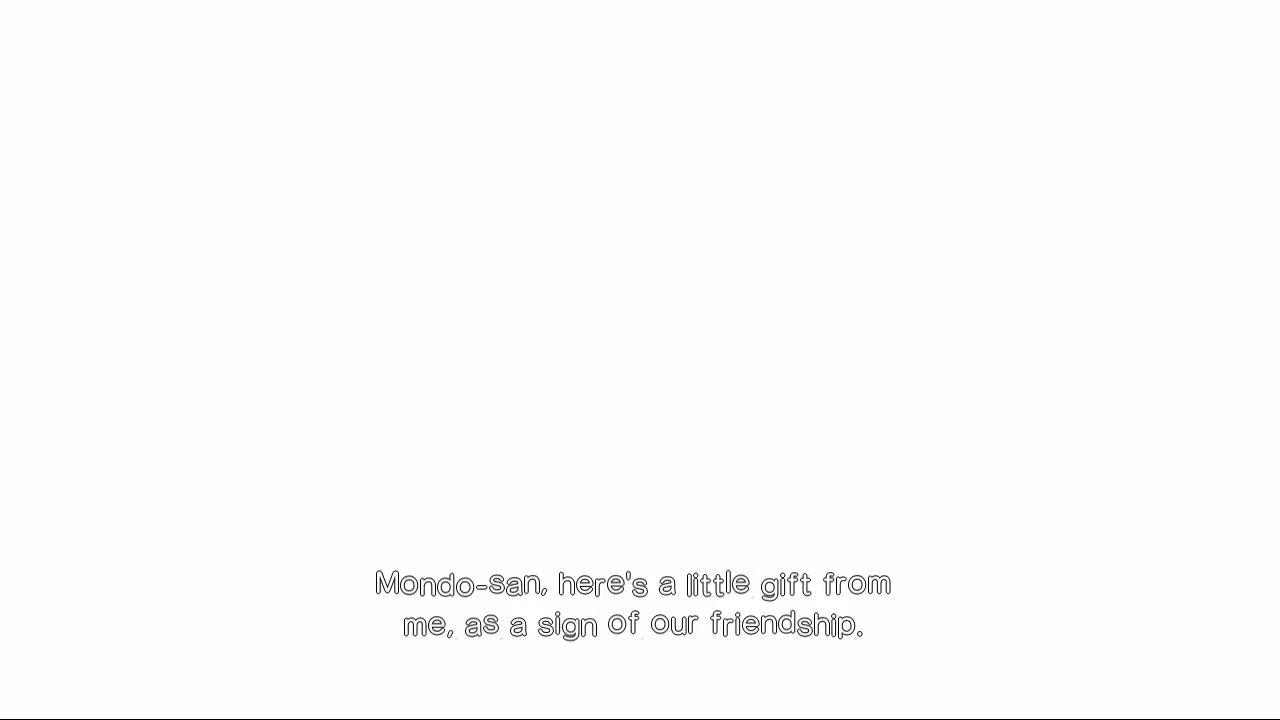 Mondo-san, here's a little gift from
me, as a sign of our friendship.